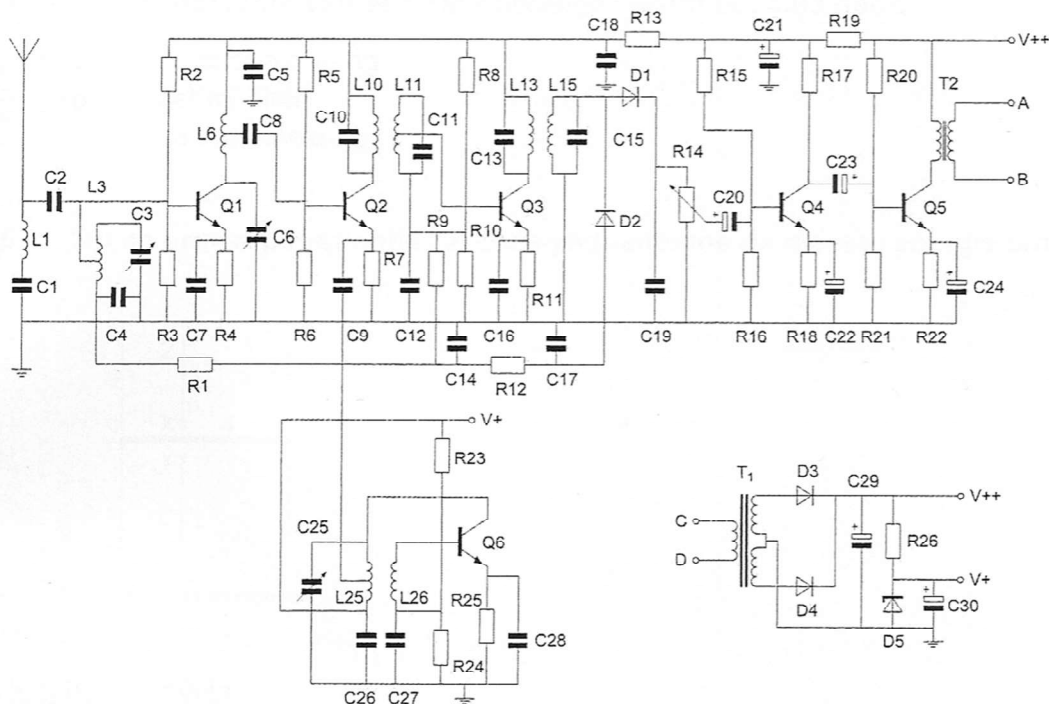 C18 R13 C21 R19
V++
R2 C5 R5 L10 L11 R8 L13 L15 D1 R15 R17 R20 T2
C8 C10 C11 C15 A
L6 C13 R14 C23
C2 L3 B
C3 Q1 Q2 R9 Q3 D2 C20 Q4 Q5
L1 C6 R10
R7
C1 R11 C24
C4 R3 C7 R4 R6 C9 C12 C16 C19 R16 R18 C22 R21 R22
C14 C17
R1 R12
V+
R23
C25 Q6
L25 L26 R25
C28
R24
C26 C27
T1 D3 C29
V++
C R26
D
V+
D4 C30
D5
+ + + + + + +